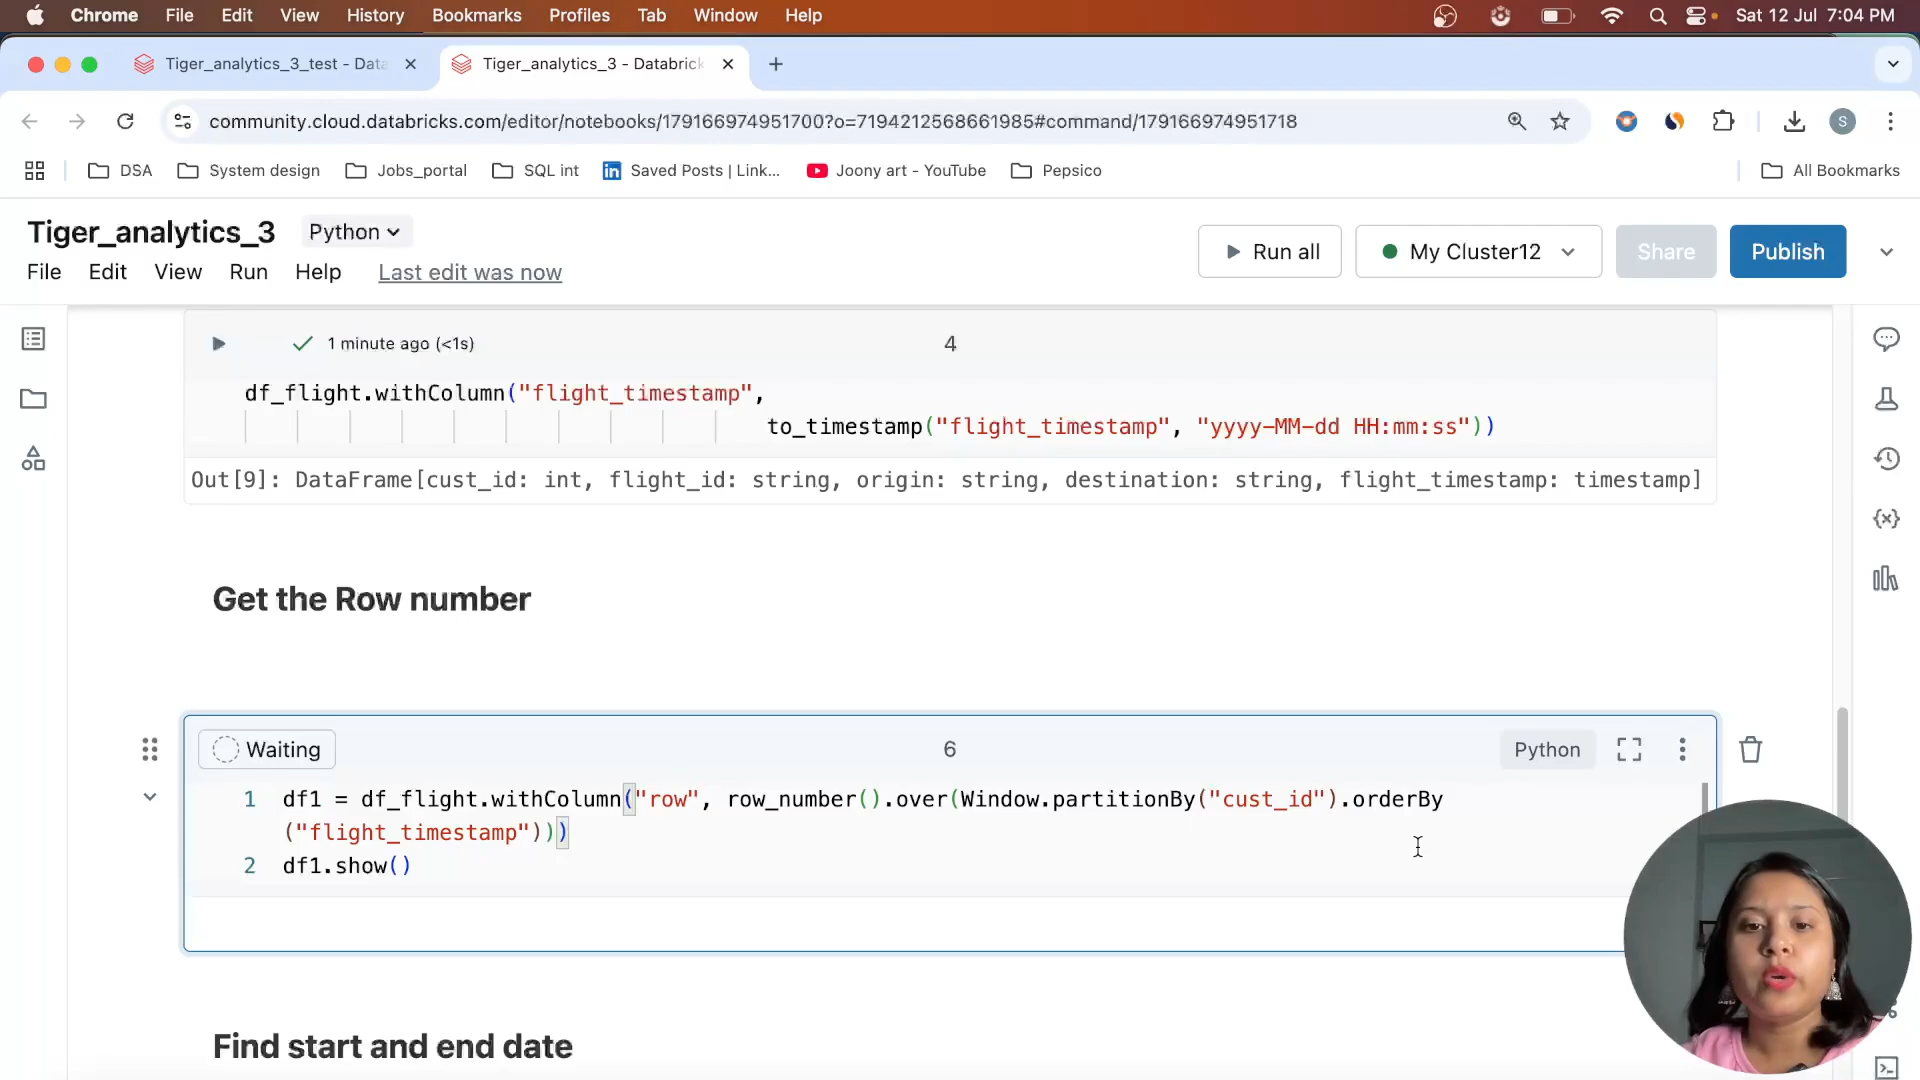 Chrome File Edit View History Bookmarks Profiles Tab Window Help Sat 12 Jul 7:04 PM
Tiger_analytics_3_test - Data Tiger_analytics_3 - Databrick
community.cloud.databricks.com/editor/notebooks/179166974951700?o=7194212568661985#command/179166974951718 S
DSA System design Jobs_portal SQL int Saved Posts | Link... Joony art - YouTube Pepsico All Bookmarks
Tiger_analytics_3 Python
Run all My Cluster12 Share Publish
File Edit View Run Help Last edit was now
1 minute ago (<1s) 4
df_flight.withColumn("flight_timestamp",
to_timestamp("flight_timestamp", "yyyy-MM-dd HH:mm:ss"))
Out[9]: DataFrame[cust_id: int, flight_id: string, origin: string, destination: string, flight_timestamp: timestamp]
Get the Row number
Waiting 6 Python
1 df1 = df_flight.withColumn("row", row_number().over(Window.partitionBy("cust_id").orderBy
("flight_timestamp")))
2 df1.show()
Find start and end date